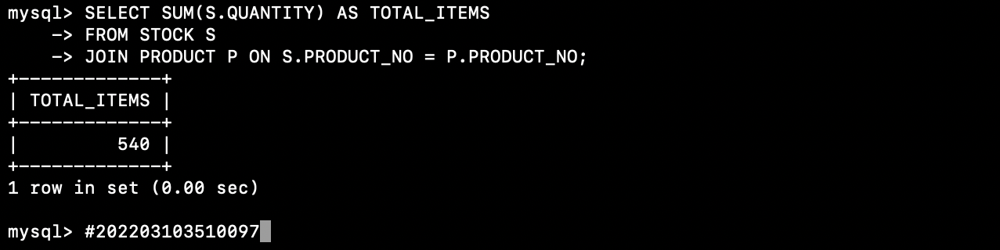 mysql> SELECT SUM(S.QUANTITY) AS TOTAL_ITEMS
    -> FROM STOCK S
    -> JOIN PRODUCT P ON S.PRODUCT_NO = P.PRODUCT_NO;
+-------------+
| TOTAL_ITEMS |
+-------------+
|         540 |
+-------------+
1 row in set (0.00 sec)

mysql> #202203103510097